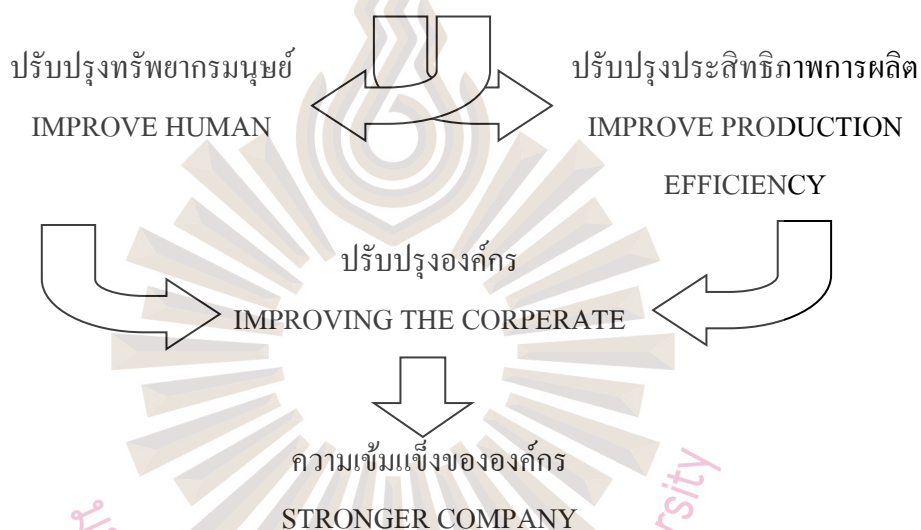 ปรับปรุงทรัพยากรมนุษย์
IMPROVE HUMAN
ปรับปรุงประสิทธิภาพการผลิต
IMPROVE PRODUCTION
EFFICIENCY
ปรับปรุงองค์กร
IMPROVING THE CORPERATE
ความเข้มแข็งขององค์กร
STRONGER COMPANY